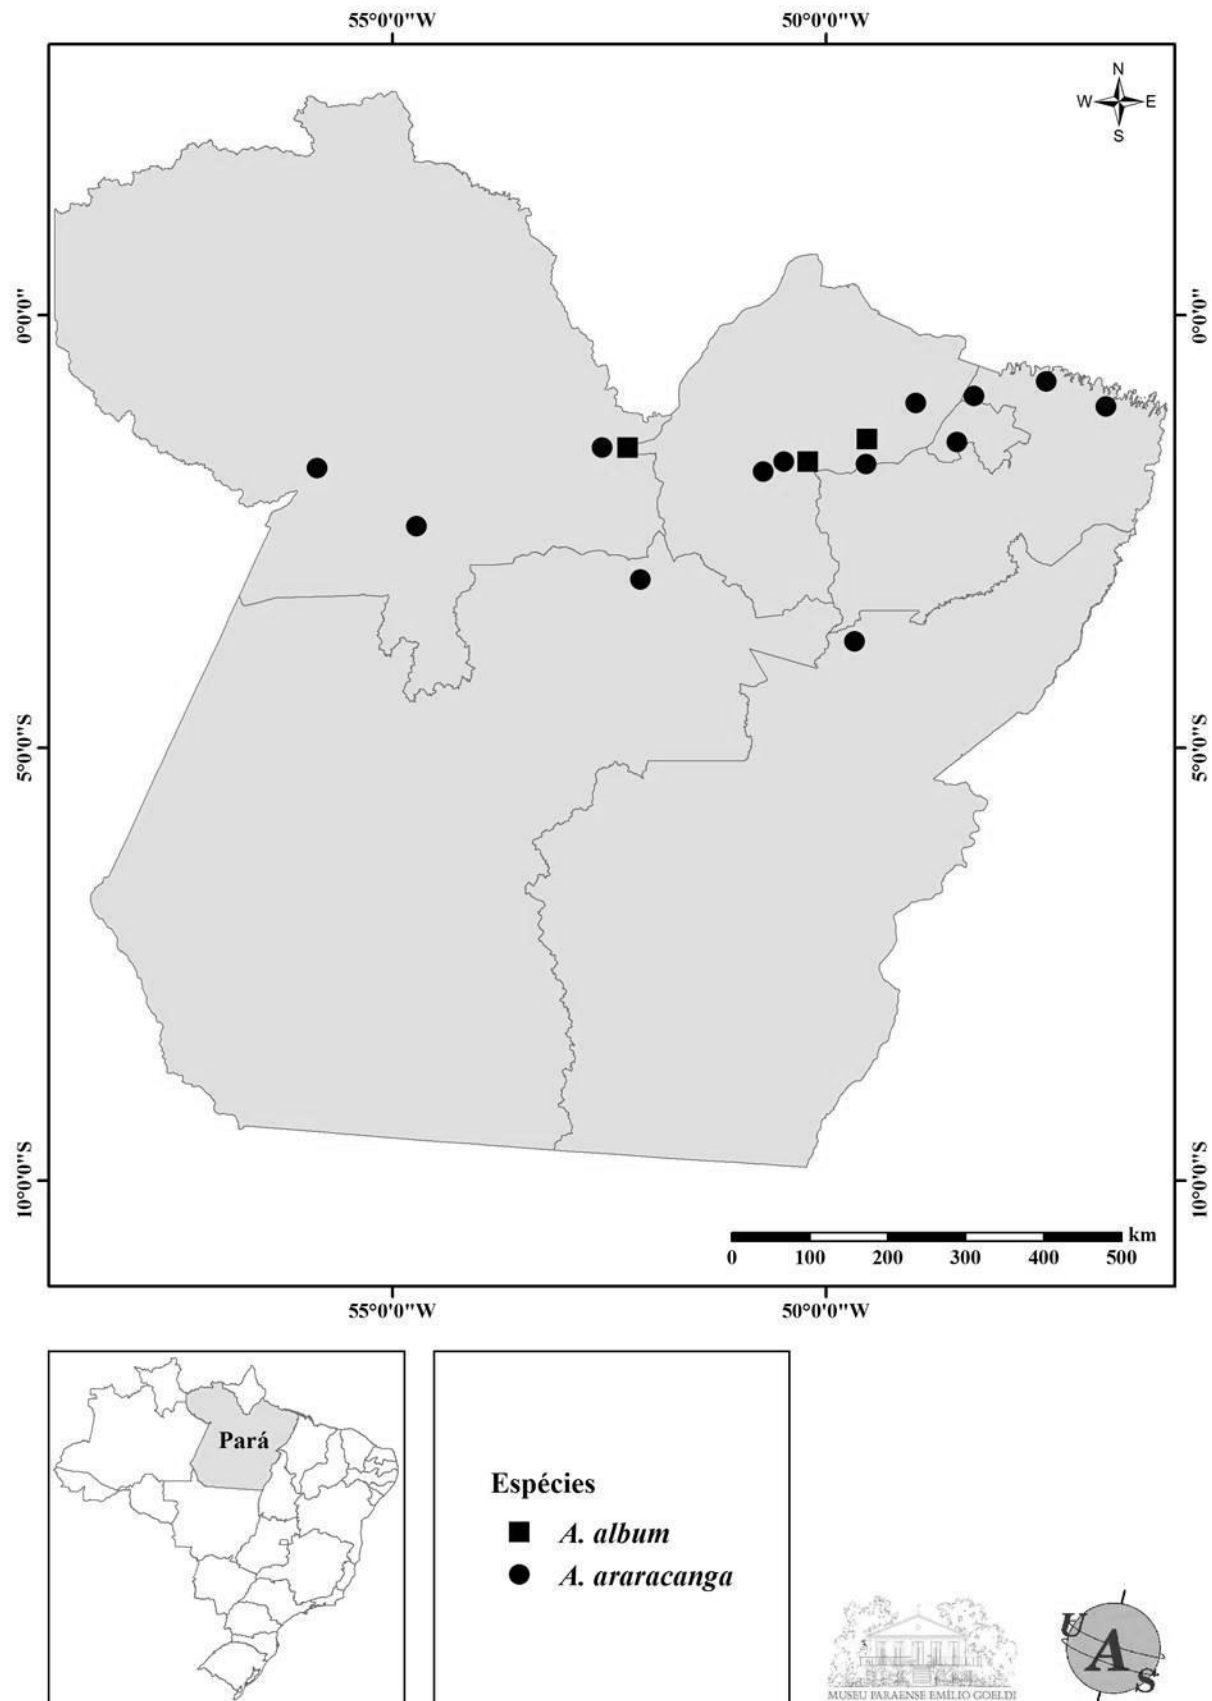 55°0'0"W 50°0'0"W
N
W E
S
0°0'0" 0°0'0"
5°0'0"S 5°0'0"S
10°0'0"S 10°0'0"S
km
0 100 200 300 400 500
55°0'0"W 50°0'0"W
Pará
Espécies
A. album
A. araracanga
U
A
S
MUSEU PARAENSE EMÍLIO GOELDI